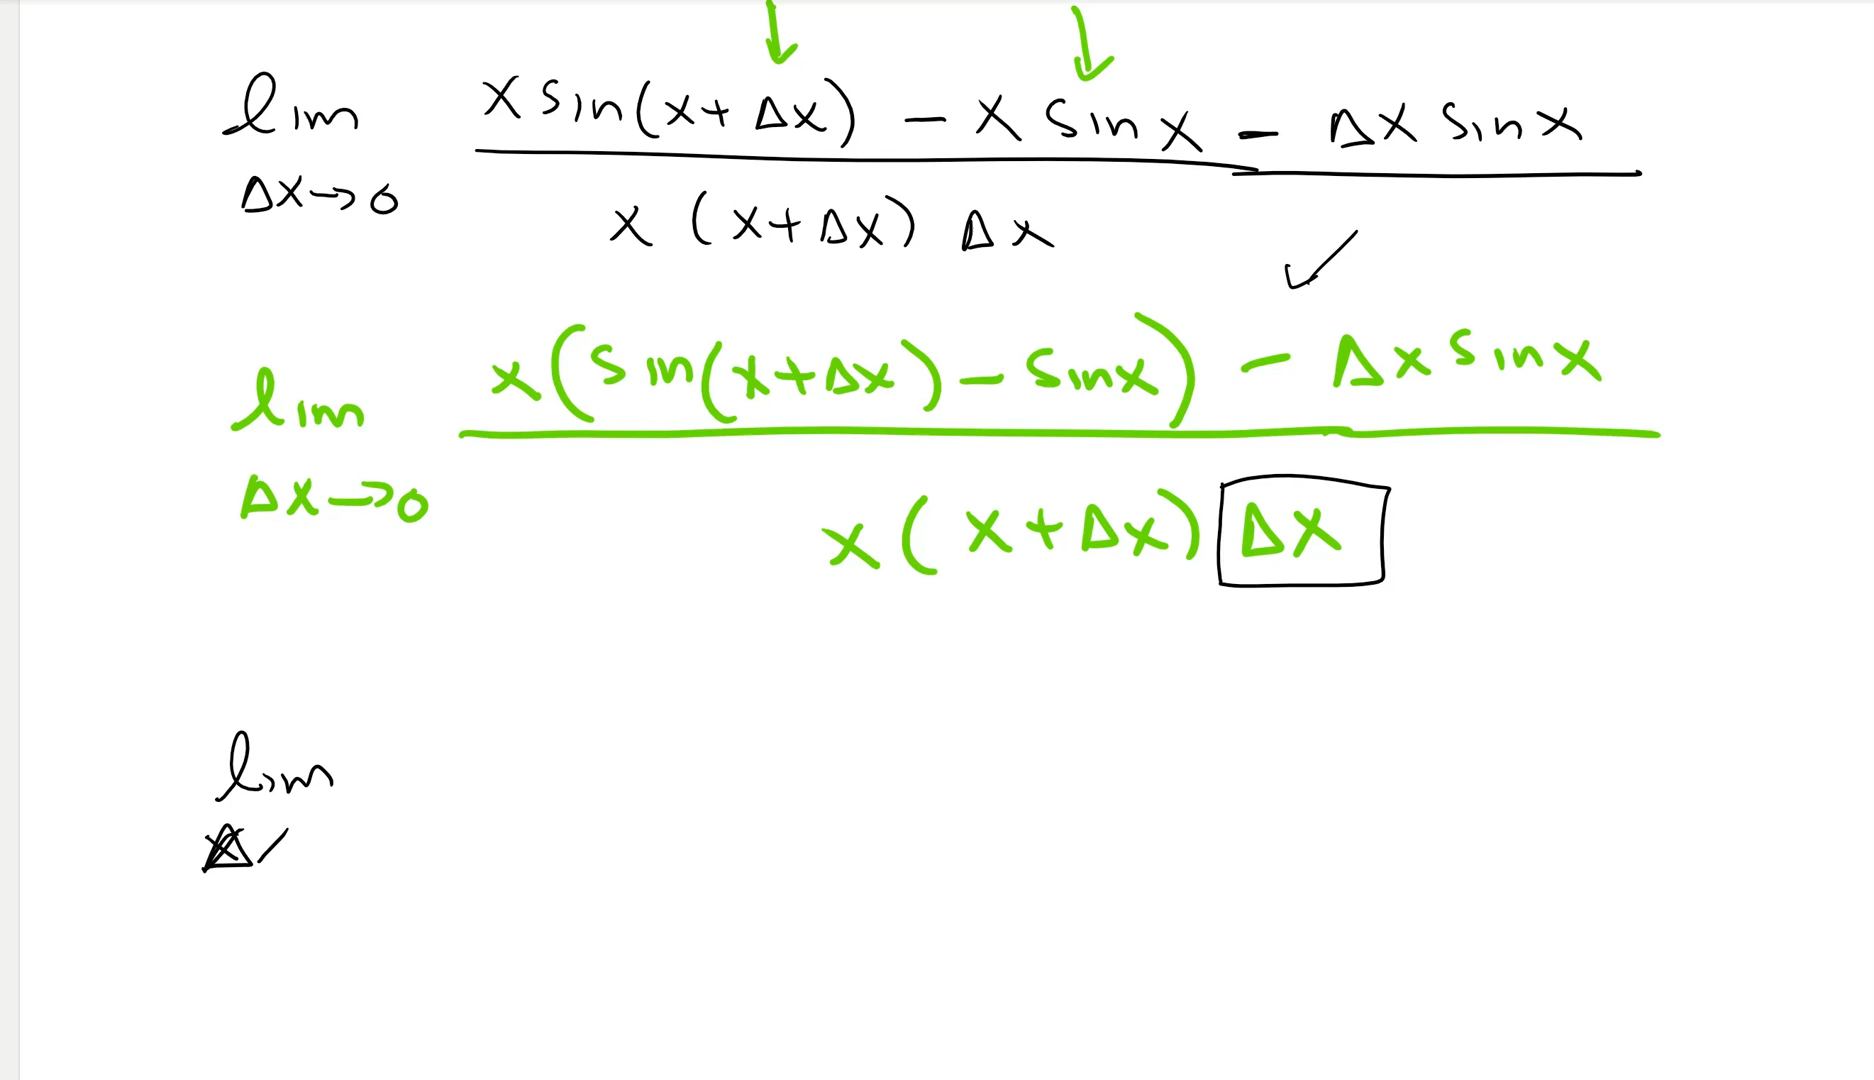 lim x sin(x+Δx) - x sin x - Δx sin x
Δx→0 x (x+Δx) Δx
lim x(sin(x+Δx) - sin x) - Δx sin x
Δx→0 x (x+Δx) Δx
lim
Δ